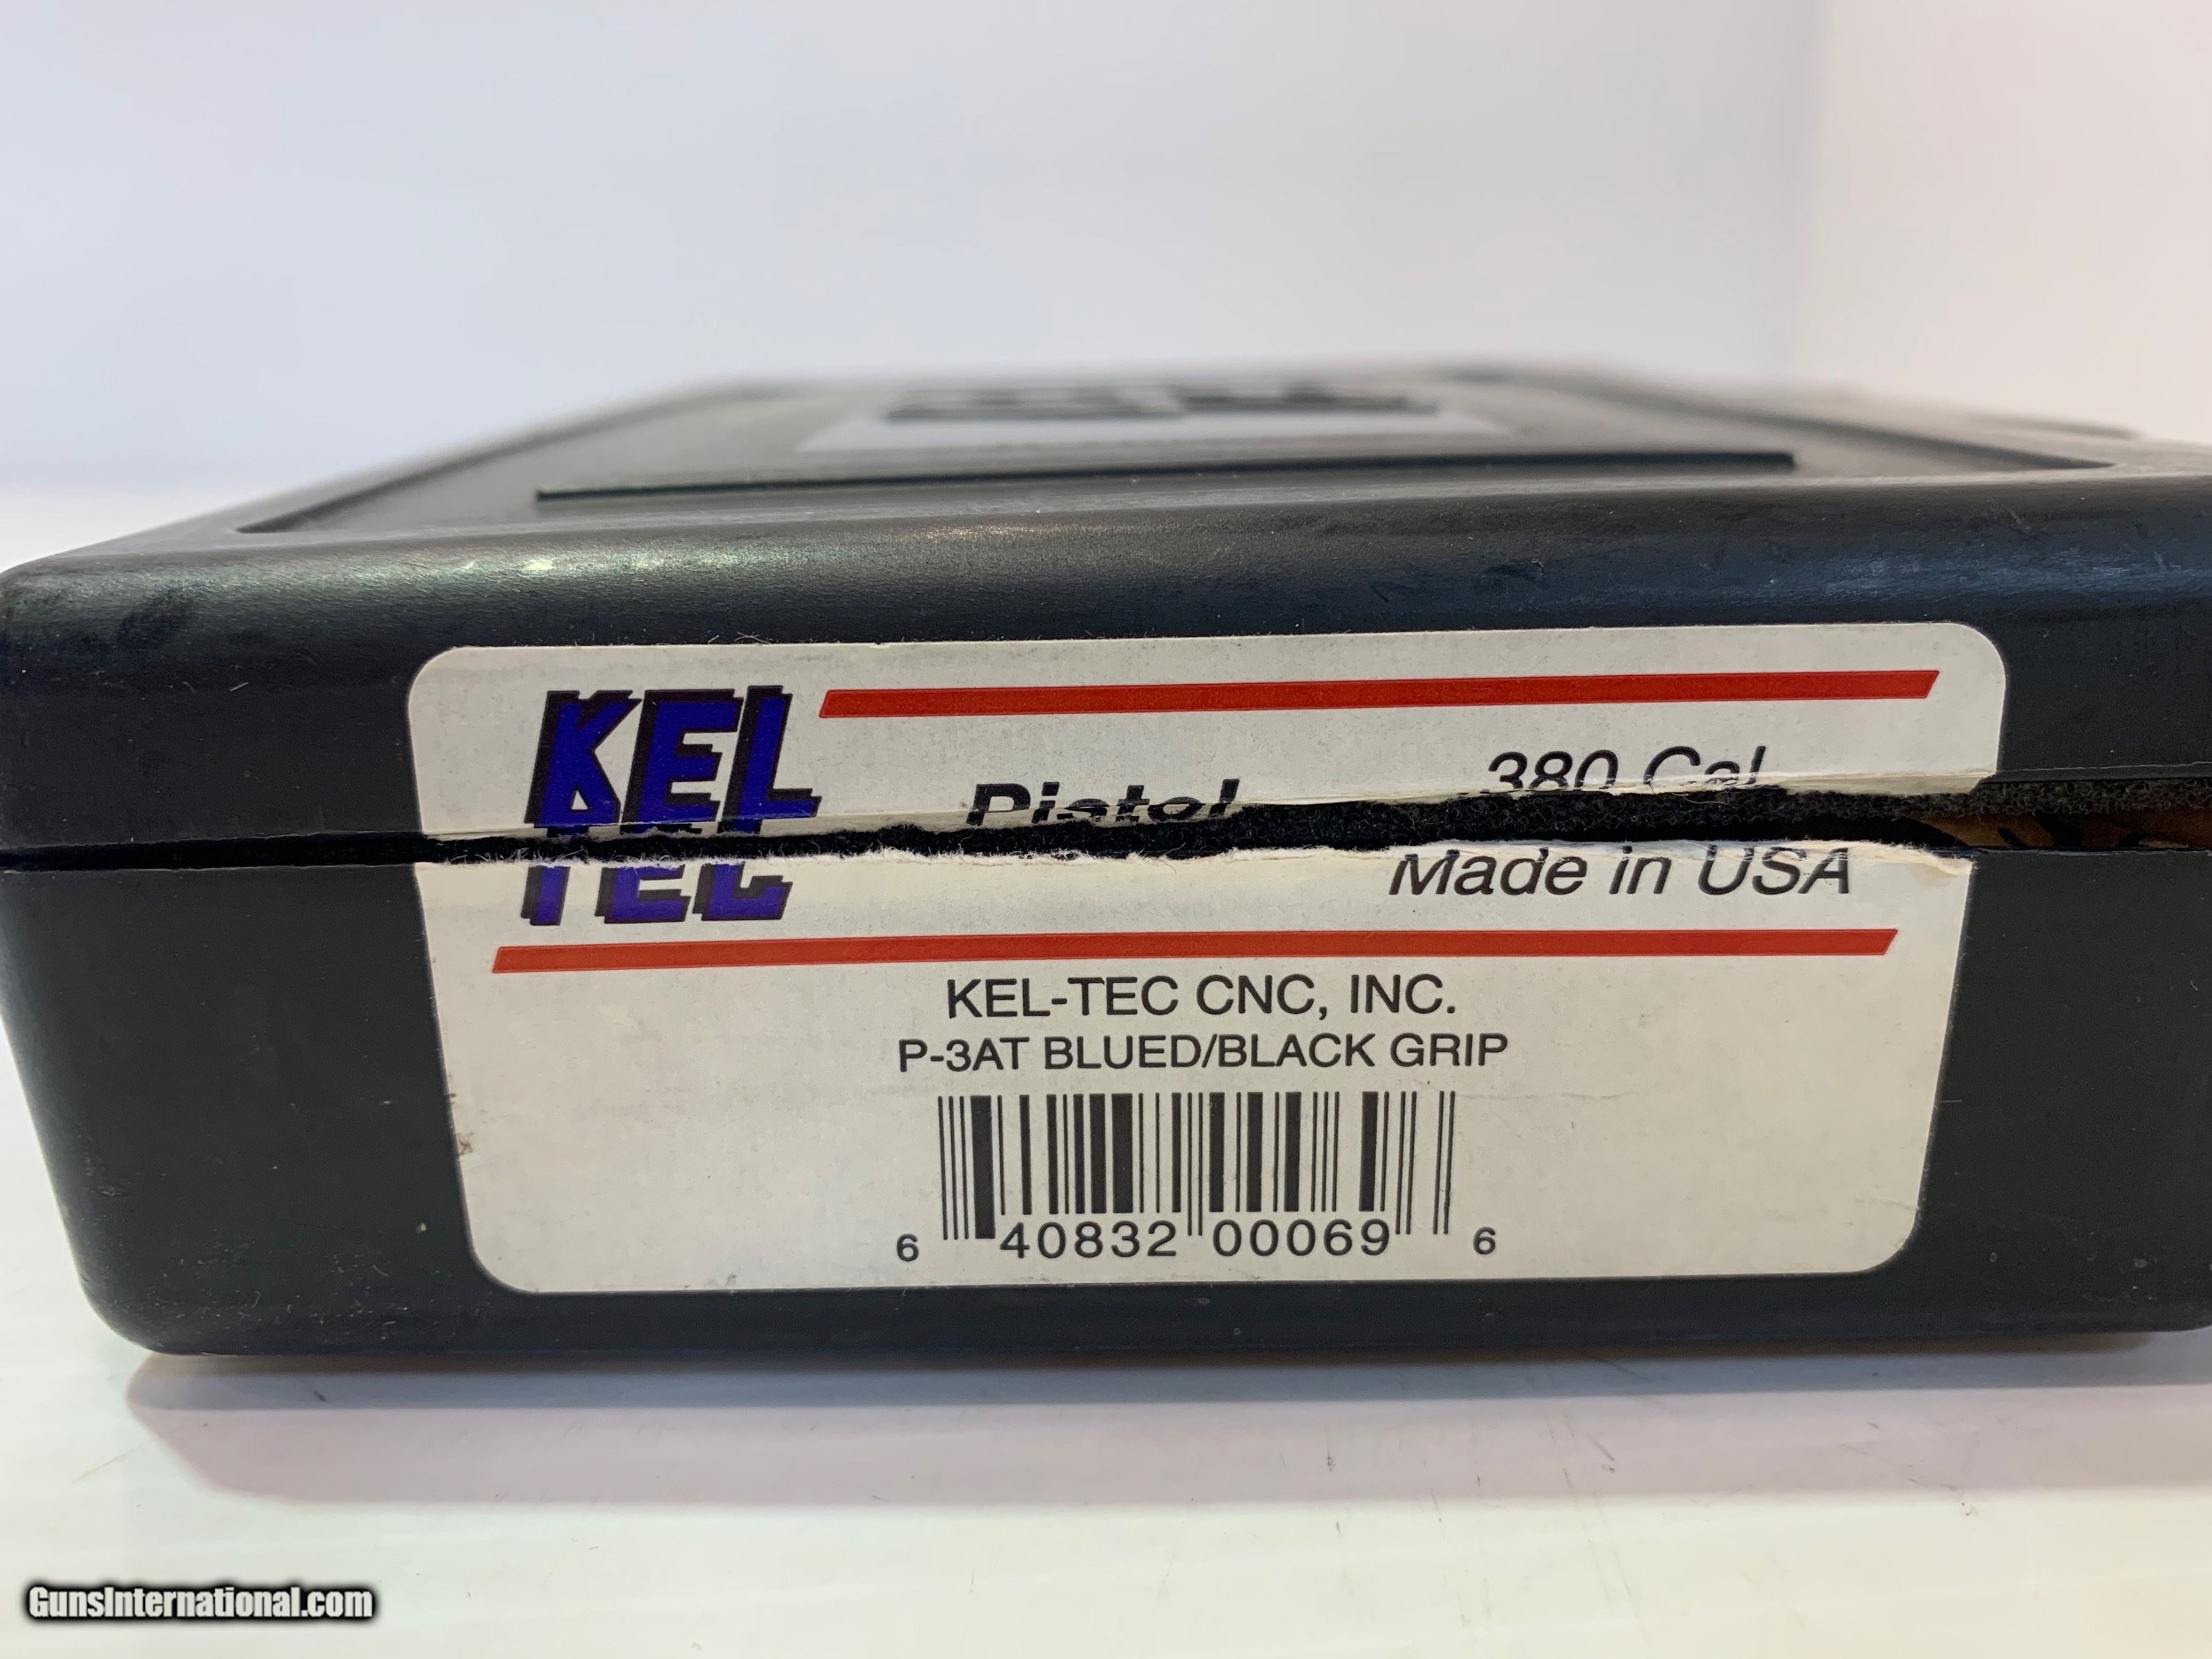 KEL
TEC
Pistol
.380 Cal
Made in USA
KEL-TEC CNC, INC.
P-3AT BLUED/BLACK GRIP
6 40832 00069 6
GunsInternational.com